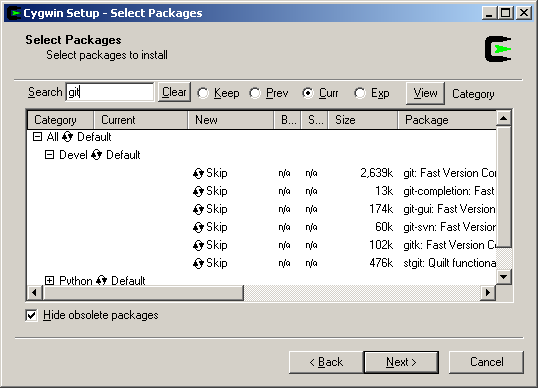 Cygwin Setup - Select Packages
Select Packages
Select packages to install
Search git Clear Keep Prev Curr Exp View Category
Category Current New B... S... Size Package
All Default
Devel Default
Skip n/a n/a 2,639k git: Fast Version Cor
Skip n/a n/a 13k git-completion: Fast
Skip n/a n/a 174k git-gui: Fast Version
Skip n/a n/a 60k git-svn: Fast Version
Skip n/a n/a 102k gitk: Fast Version C
Skip n/a n/a 476k stgit: Quilt functiona
Python Default
Hide obsolete packages
< Back Next > Cancel